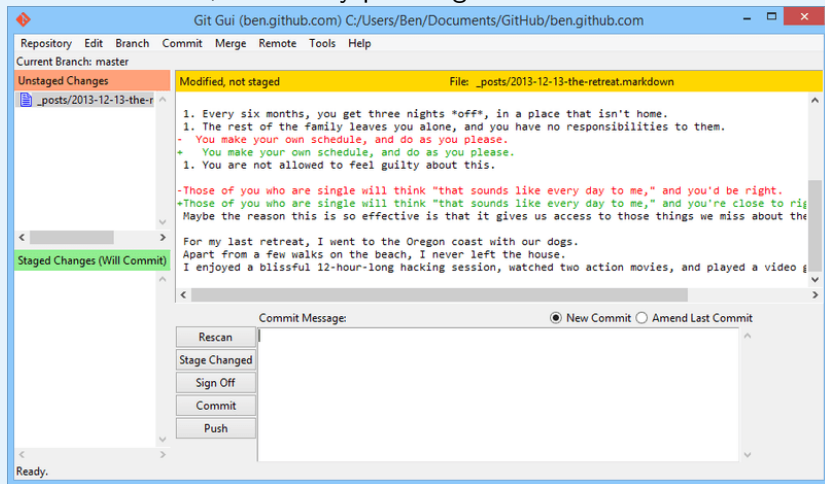 Git Gui (ben.github.com) C:/Users/Ben/Documents/GitHub/ben.github.com
Repository Edit Branch Commit Merge Remote Tools Help
Current Branch: master
Unstaged Changes
_posts/2013-12-13-the-r
Modified, not staged File: _posts/2013-12-13-the-retreat.markdown
1. Every six months, you get three nights *off*, in a place that isn't home.
1. The rest of the family leaves you alone, and you have no responsibilities to them.
- You make your own schedule, and do as you please.
+ You make your own schedule, and do as you please.
1. You are not allowed to feel guilty about this.
-Those of you who are single will think "that sounds like every day to me," and you'd be right.
+Those of you who are single will think "that sounds like every day to me," and you're close to rig
Maybe the reason this is so effective is that it gives us access to those things we miss about the
For my last retreat, I went to the Oregon coast with our dogs.
Apart from a few walks on the beach, I never left the house.
I enjoyed a blissful 12-hour-long hacking session, watched two action movies, and played a video g
Staged Changes (Will Commit)
Commit Message: New Commit Amend Last Commit
Rescan
Stage Changed
Sign Off
Commit
Push
Ready.